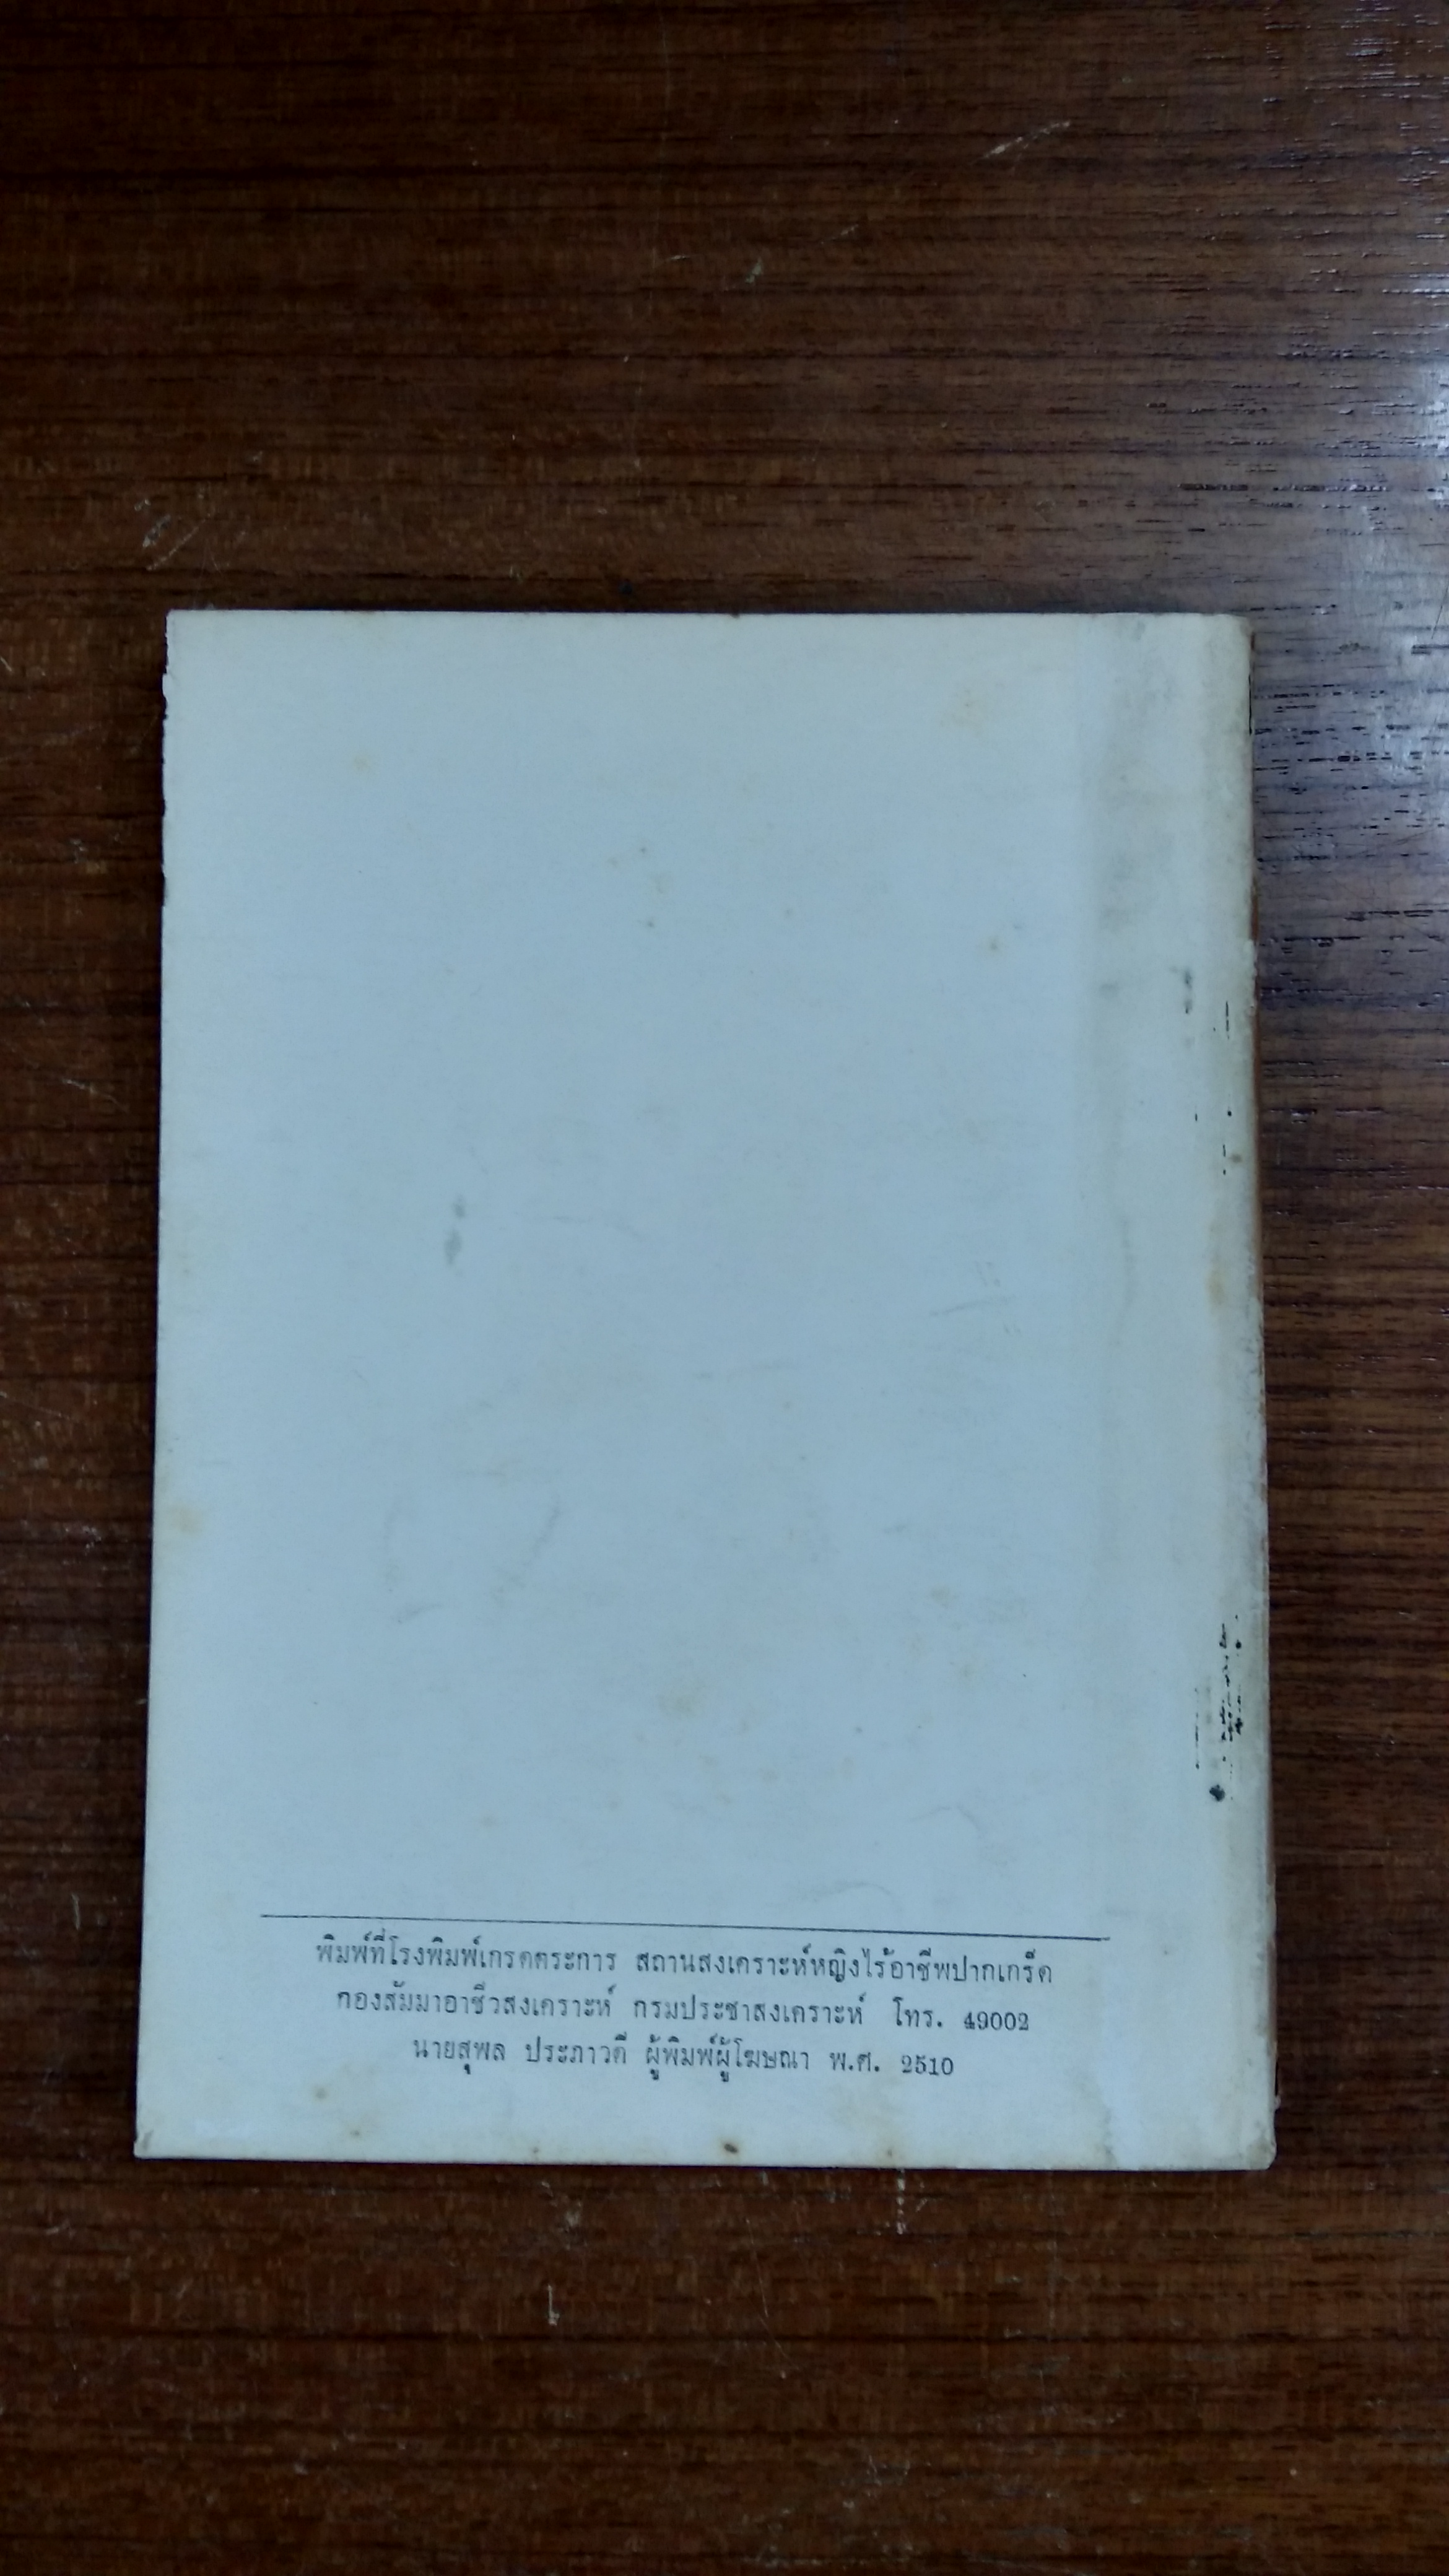 พิมพ์ที่โรงพิมพ์เกรดตระการ สถานสงเคราะห์หญิงไร้อาชีพปากเกร็ด
กองสัมมาอาชีวสงเคราะห์ กรมประชาสงเคราะห์ โทร. 49002
นายสุพล ประภาวดี ผู้พิมพ์ผู้โฆษณา พ.ศ. 2510